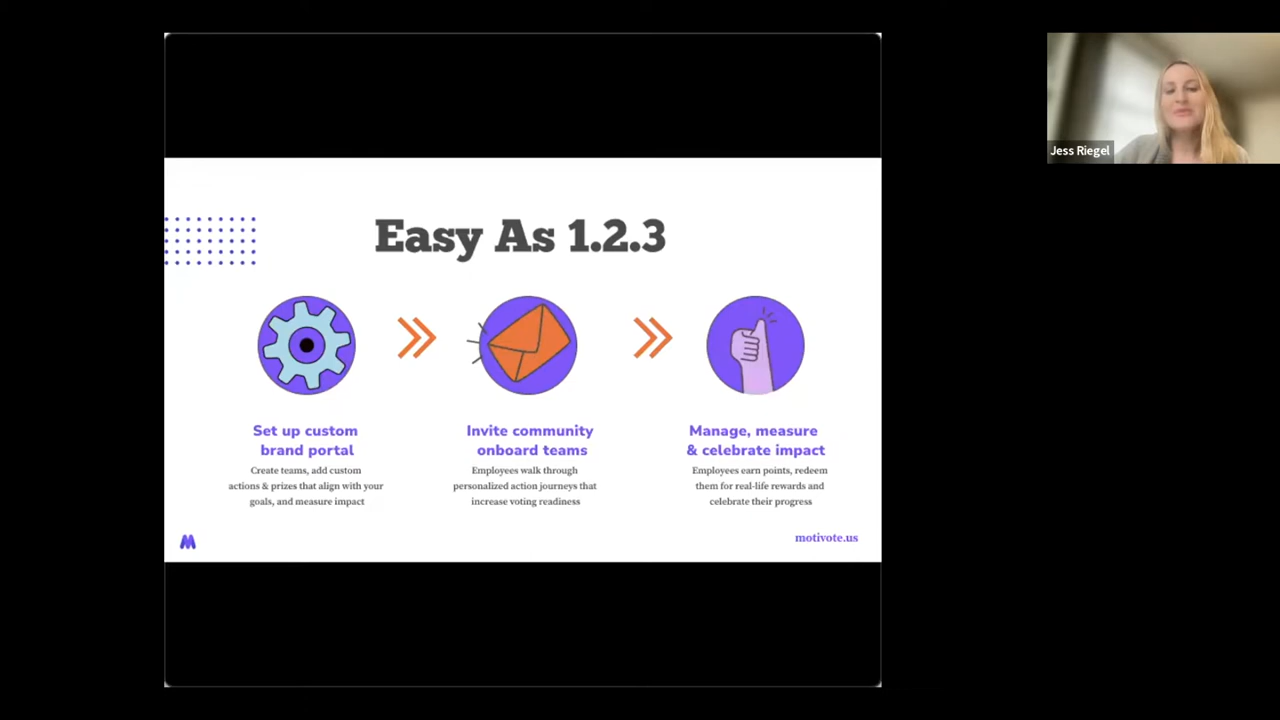 Easy As 1.2.3
Set up custom
brand portal
Create teams, add custom
actions & prizes that align with your
goals, and measure impact
Invite community
onboard teams
Employees walk through
personalized action journeys that
increase voting readiness
Manage, measure
& celebrate impact
Employees earn points, redeem
them for real-life rewards and
celebrate their progress
M
motivote.us
Jess Riegel